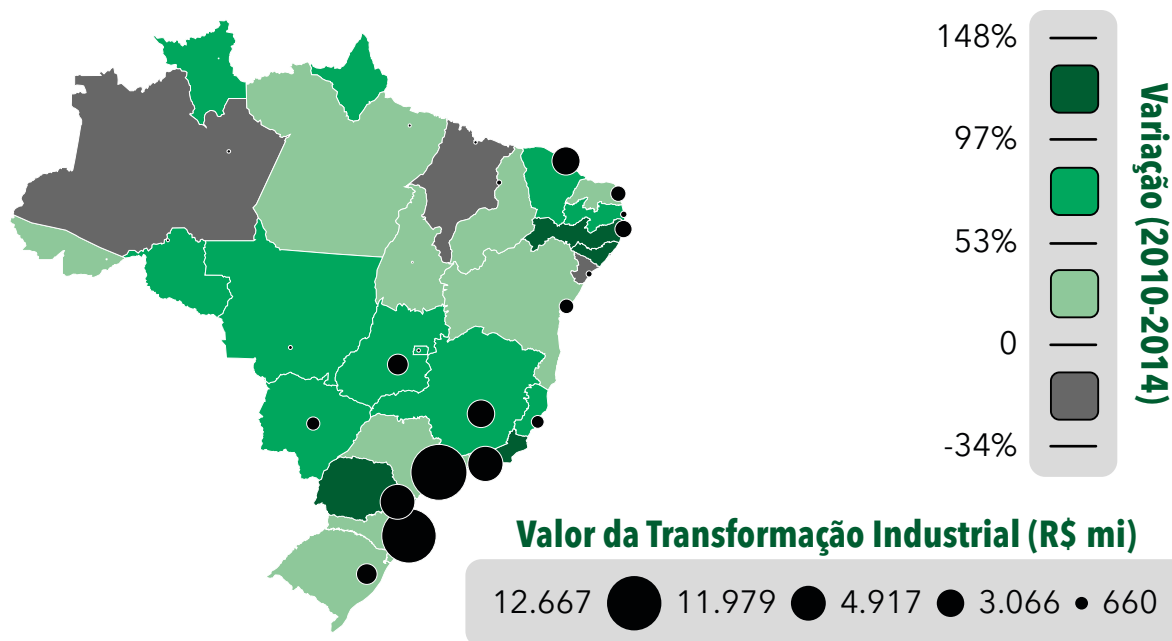 148%
97%
53%
0
-34%
Variação (2010-2014)
Valor da Transformação Industrial (R$ mi)
12.667 11.979 4.917 3.066 660